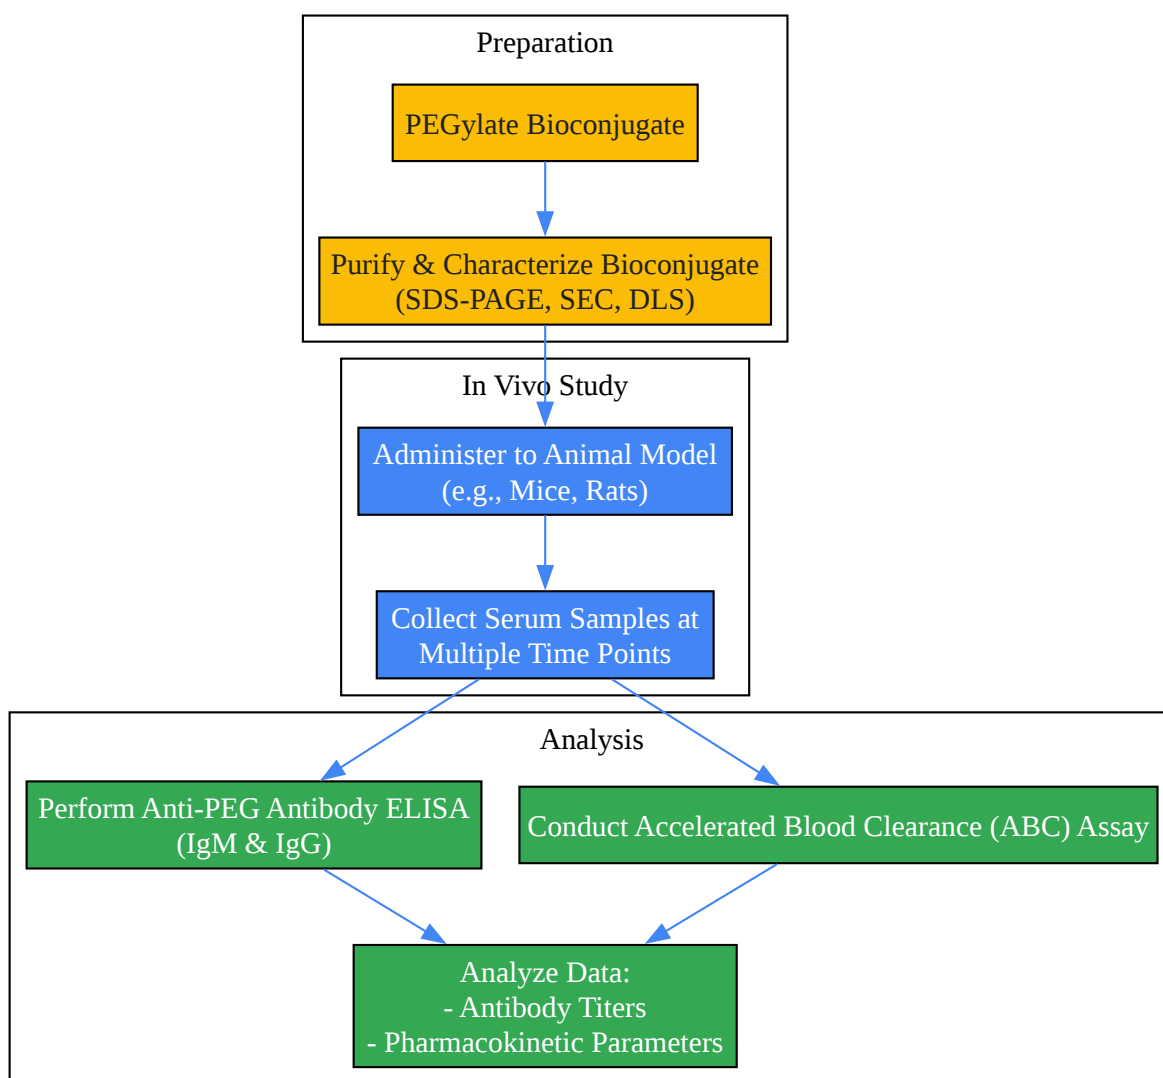 Preparation
PEGylate Bioconjugate
Purify & Characterize Bioconjugate
(SDS-PAGE, SEC, DLS)
In Vivo Study
Administer to Animal Model
(e.g., Mice, Rats)
Collect Serum Samples at
Multiple Time Points
Analysis
Perform Anti-PEG Antibody ELISA
(IgM & IgG)
Conduct Accelerated Blood Clearance (ABC) Assay
Analyze Data:
- Antibody Titers
- Pharmacokinetic Parameters